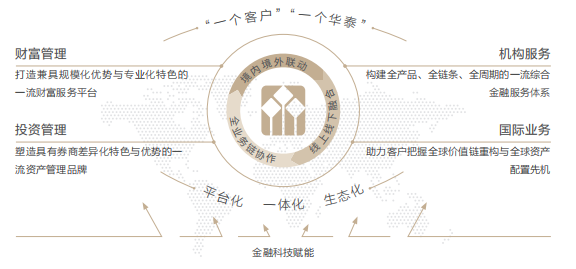 “一个客户” “一个华泰”
财富管理
打造兼具规模化优势与专业化特色的
一流财富服务平台
机构服务
构建全产品、全链条、全周期的一流综合
金融服务体系
境内境外联动
全业务链协作
线上线下融合
投资管理
塑造具有券商差异化特色与优势的一
流资产管理品牌
国际业务
助力客户把握全球价值链重构与全球资产
配置先机
平台化 一体化 生态化
金融科技赋能